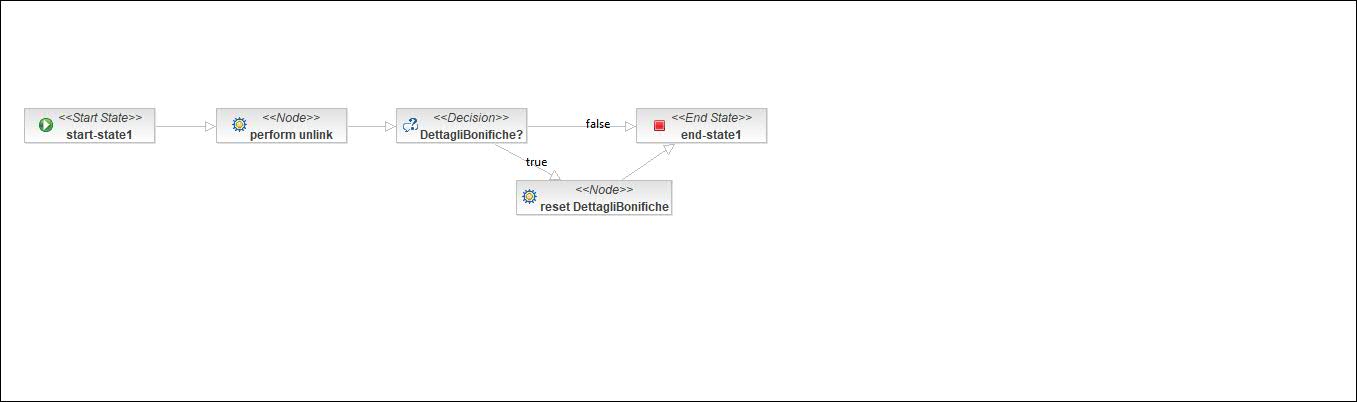 <<Start State>>
start-state1
<<Node>>
perform unlink
<<Decision>>
DettagliBonifiche?
false
<<End State>>
end-state1
true
<<Node>>
reset DettagliBonifiche